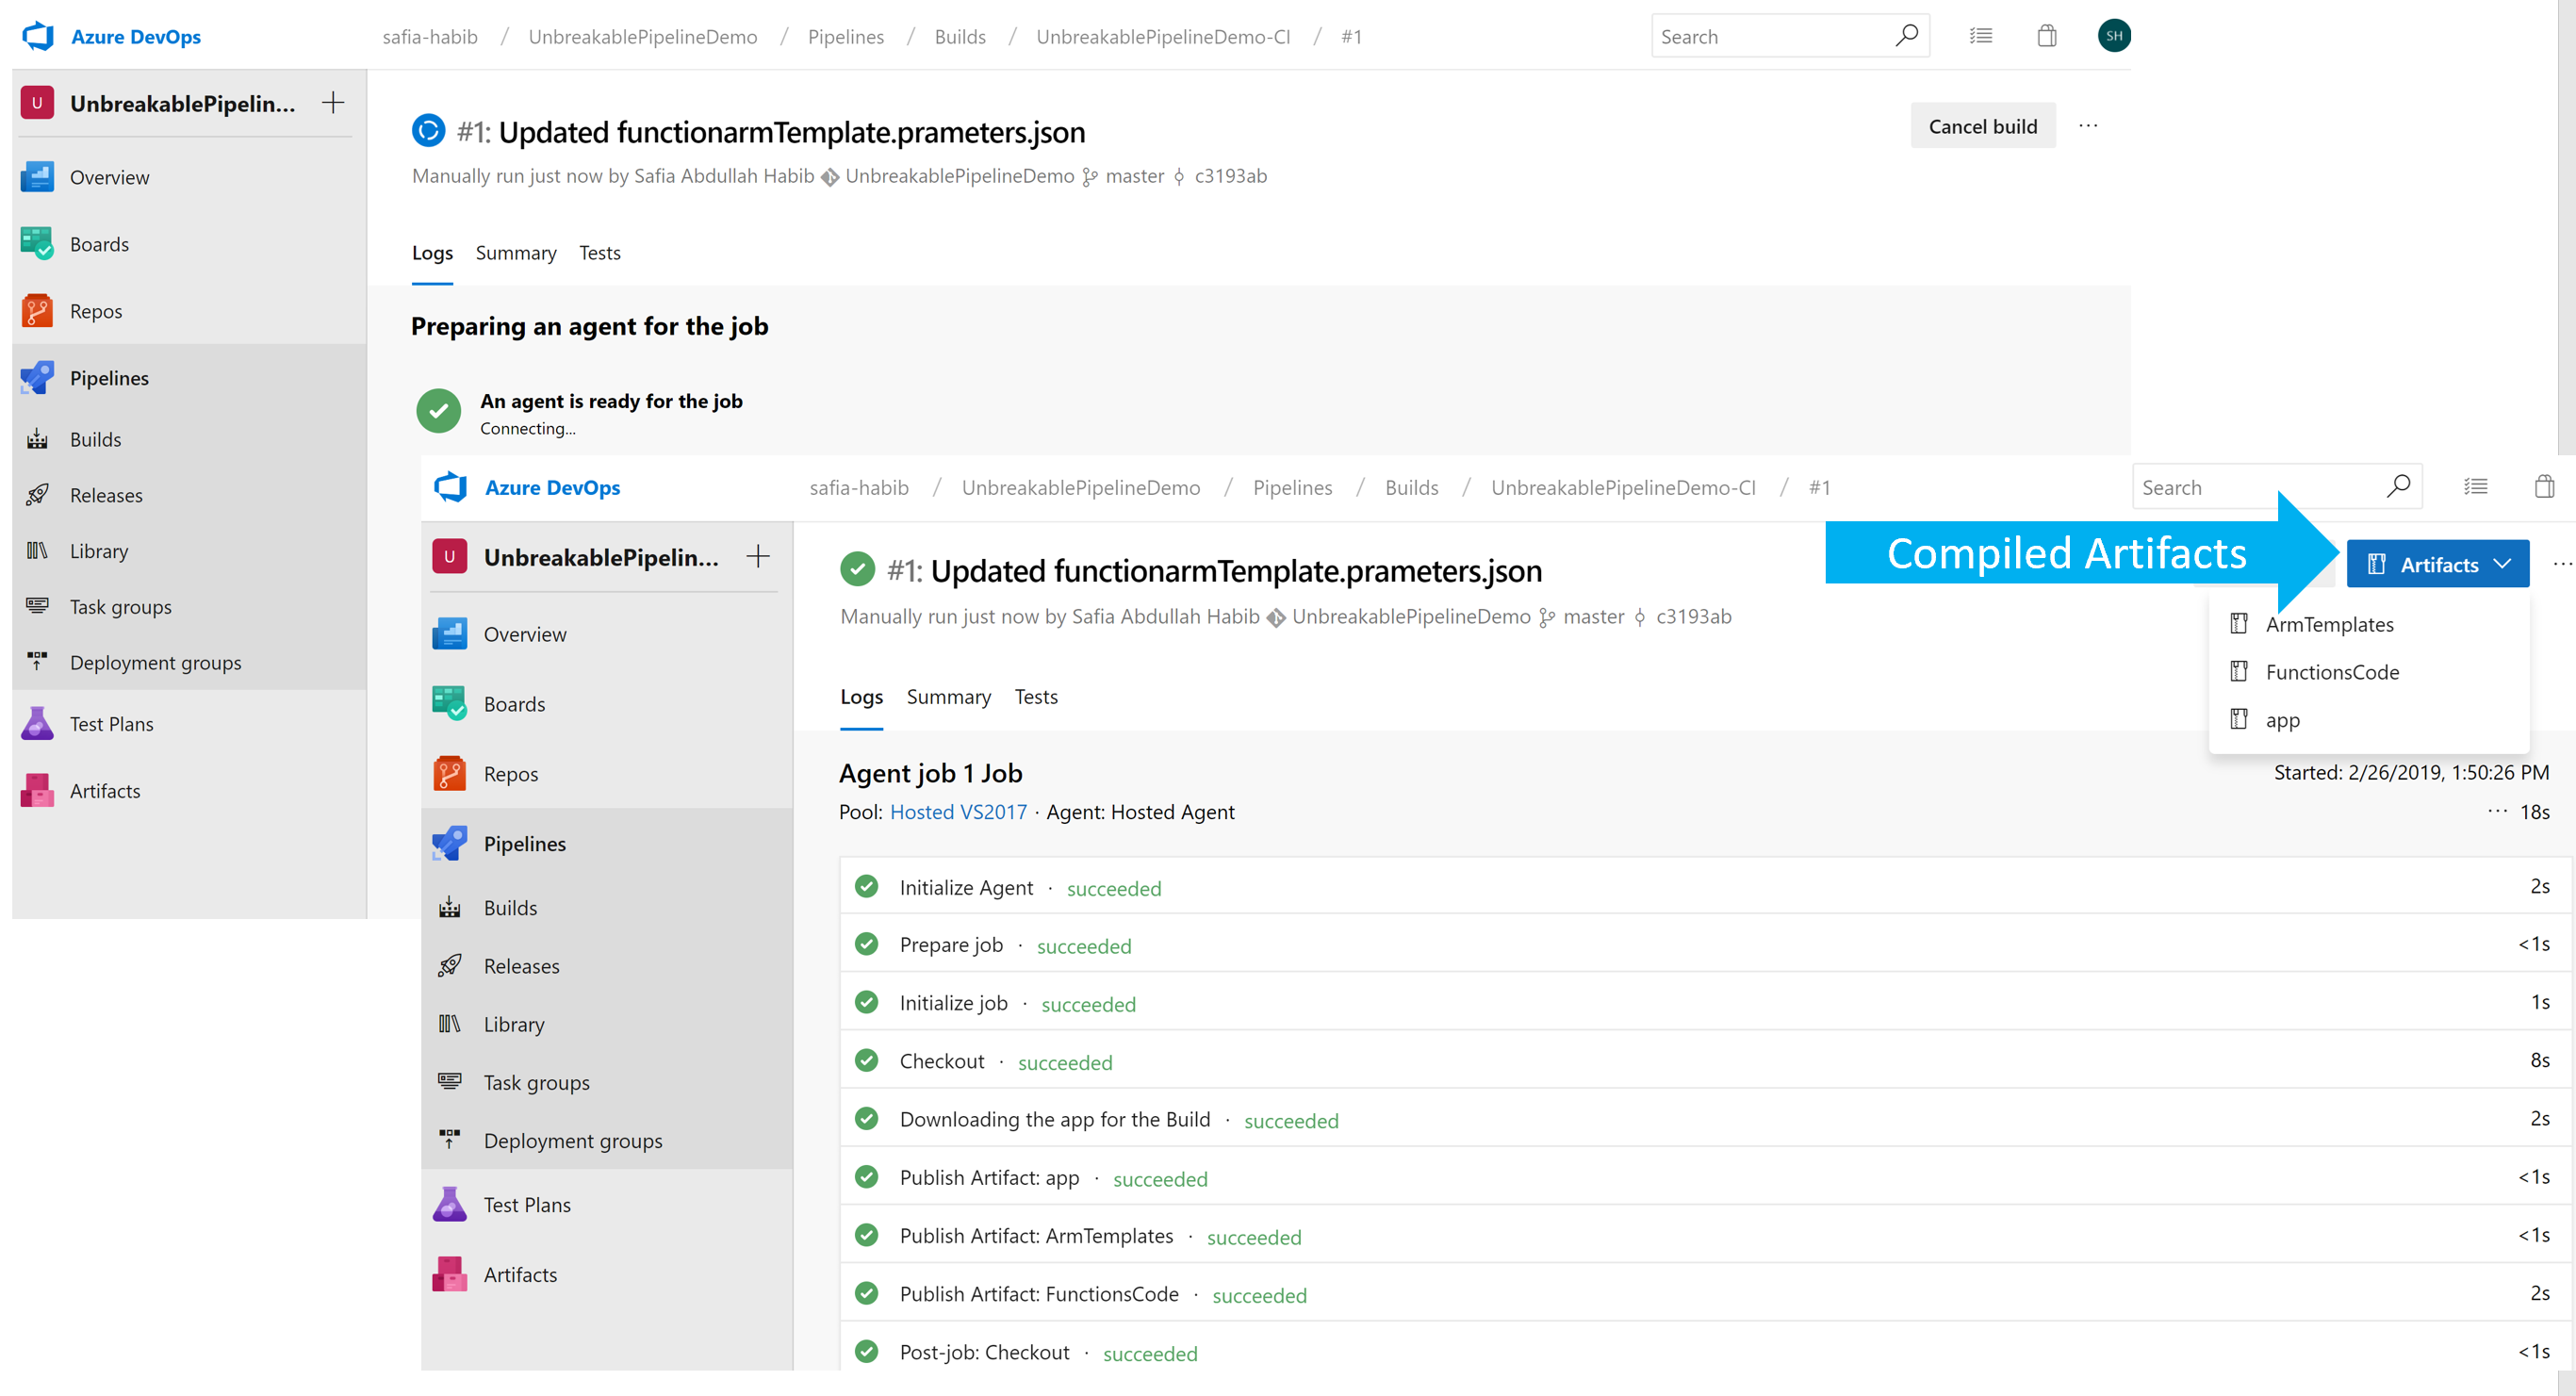 Azure DevOps
safia-habib / UnbreakablePipelineDemo / Pipelines / Builds / UnbreakablePipelineDemo-CI / #1
Search
SH
U
UnbreakablePipelin...
Overview
Boards
Repos
Pipelines
Builds
Releases
Library
Task groups
Deployment groups
Test Plans
Artifacts
#1: Updated functionarmTemplate.prameters.json
Cancel build
Manually run just now by Safia Abdullah Habib UnbreakablePipelineDemo master c3193ab
Logs Summary Tests
Preparing an agent for the job
An agent is ready for the job
Connecting...
Azure DevOps
safia-habib / UnbreakablePipelineDemo / Pipelines / Builds / UnbreakablePipelineDemo-CI / #1
Search
U
UnbreakablePipelin...
Overview
Boards
Repos
Pipelines
Builds
Releases
Library
Task groups
Deployment groups
Test Plans
Artifacts
#1: Updated functionarmTemplate.prameters.json
Compiled Artifacts
Artifacts
ArmTemplates
FunctionsCode
app
Manually run just now by Safia Abdullah Habib UnbreakablePipelineDemo master c3193ab
Logs Summary Tests
Agent job 1 Job
Started: 2/26/2019, 1:50:26 PM
Pool: Hosted VS2017 · Agent: Hosted Agent
··· 18s
Initialize Agent · succeeded 2s
Prepare job · succeeded <1s
Initialize job · succeeded 1s
Checkout · succeeded 8s
Downloading the app for the Build · succeeded 2s
Publish Artifact: app · succeeded <1s
Publish Artifact: ArmTemplates · succeeded <1s
Publish Artifact: FunctionsCode · succeeded 2s
Post-job: Checkout · succeeded <1s